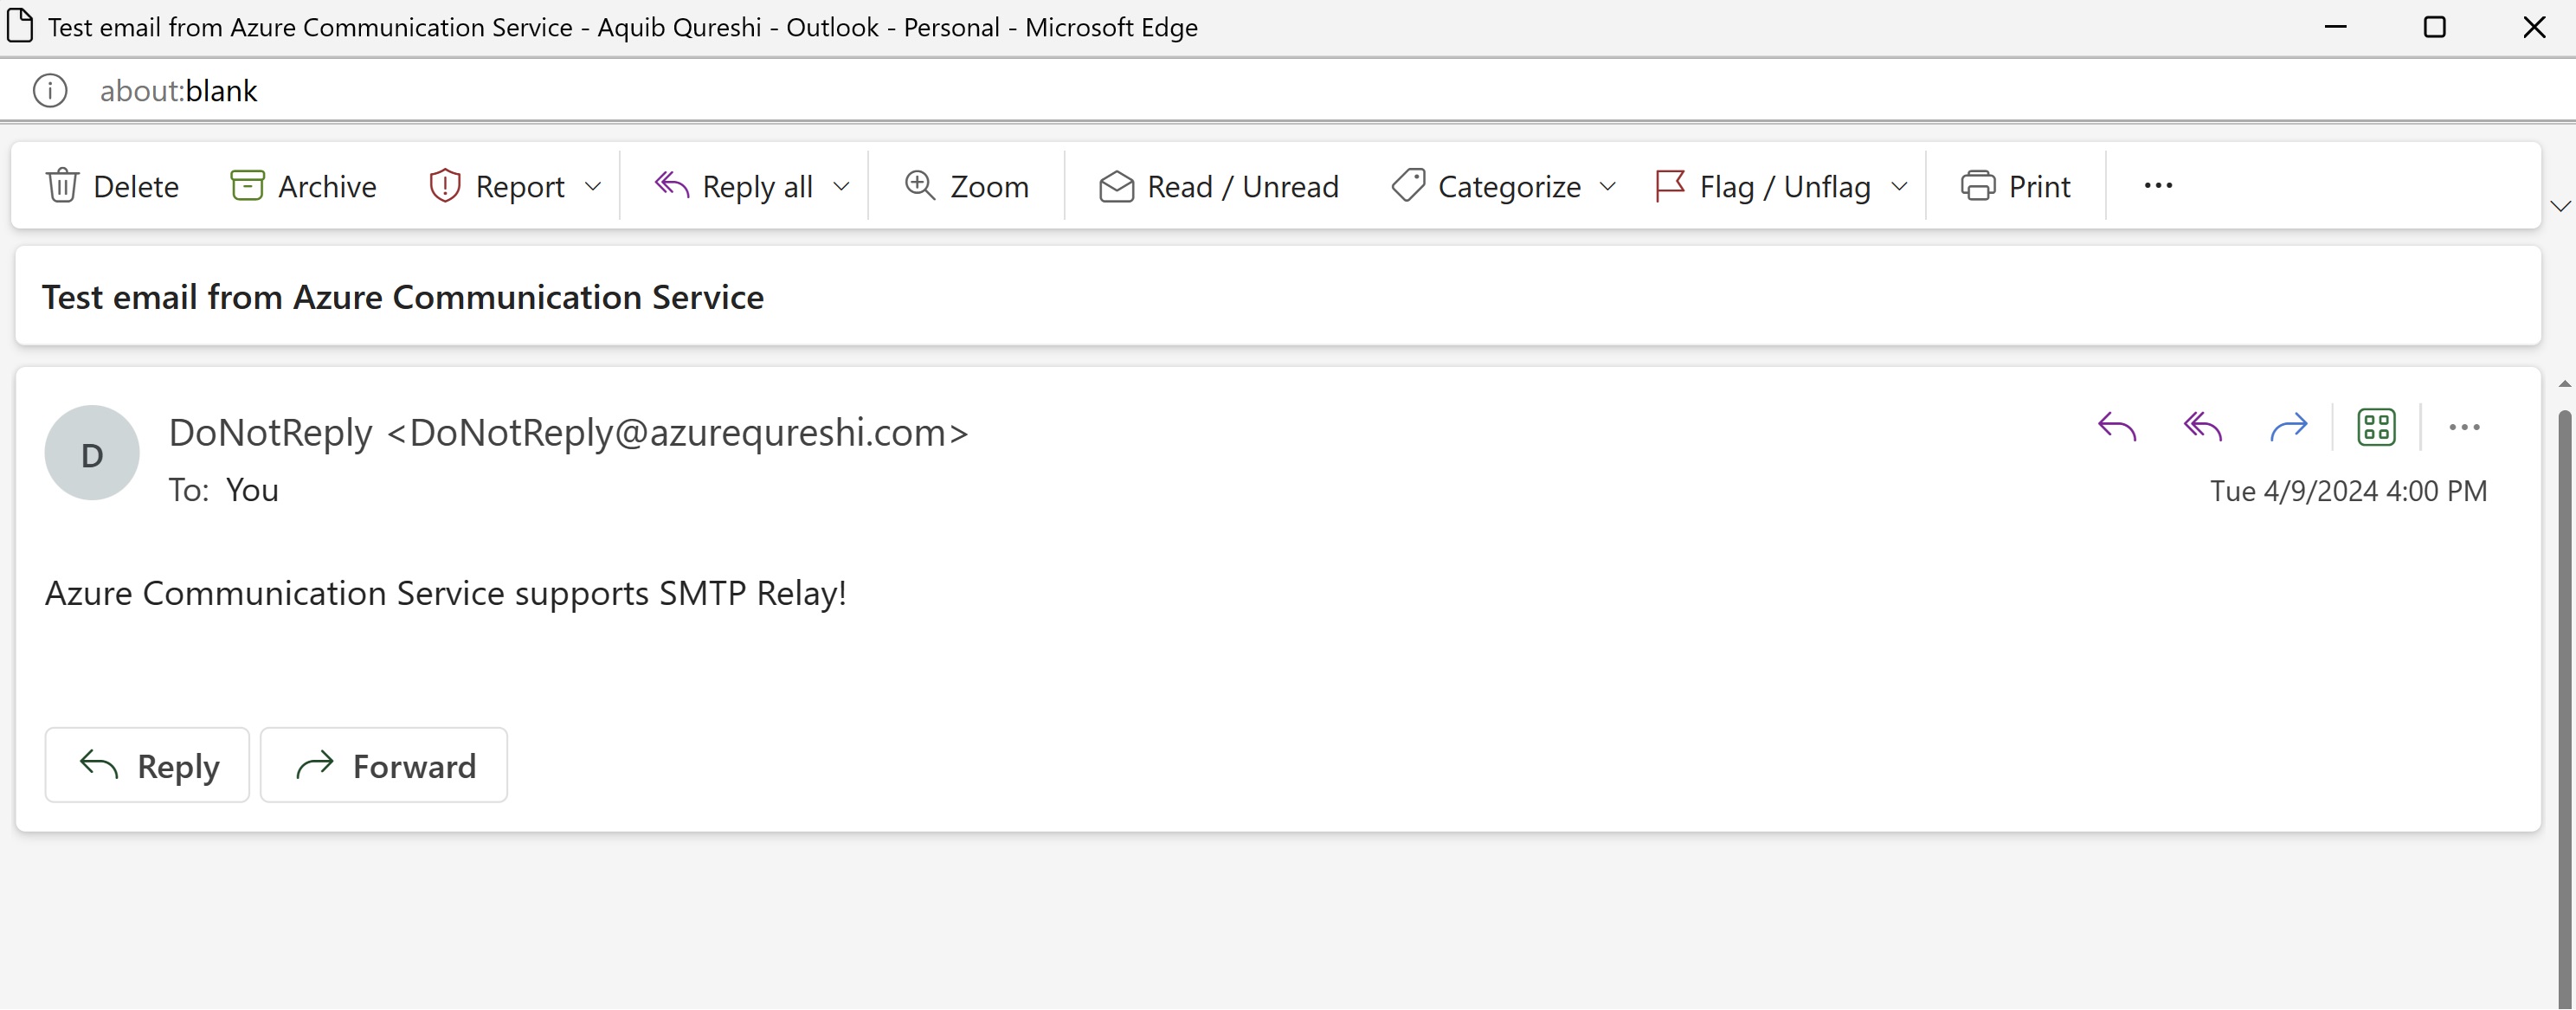 Test email from Azure Communication Service - Aquib Qureshi - Outlook - Personal - Microsoft Edge
about:blank
Delete Archive Report Reply all Zoom Read / Unread Categorize Flag / Unflag Print
Test email from Azure Communication Service
D
DoNotReply <DoNotReply@azurequreshi.com>
To: You
Tue 4/9/2024 4:00 PM
Azure Communication Service supports SMTP Relay!
Reply Forward